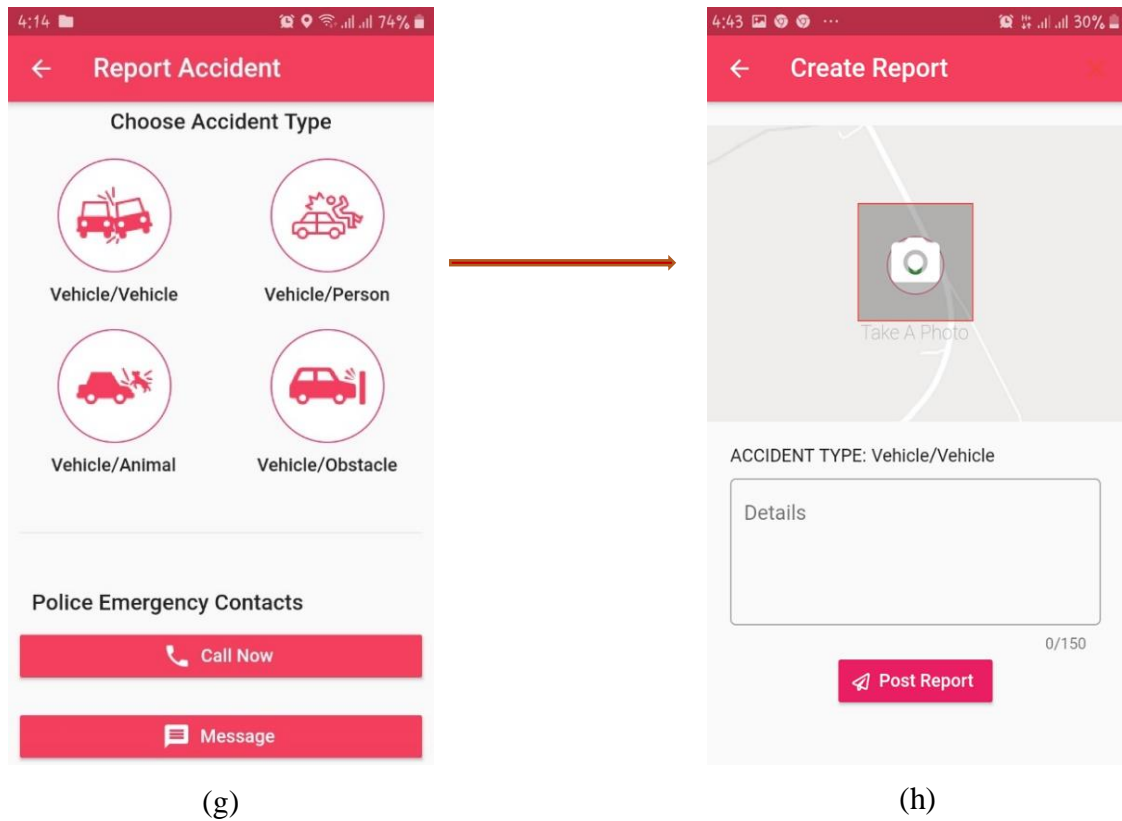 4:14
74%
Report Accident
Choose Accident Type
Vehicle/Vehicle
Vehicle/Person
Vehicle/Animal
Vehicle/Obstacle
Police Emergency Contacts
Call Now
Message
(g)
4:43
30%
Create Report
Take A Photo
ACCIDENT TYPE: Vehicle/Vehicle
Details
0/150
Post Report
(h)